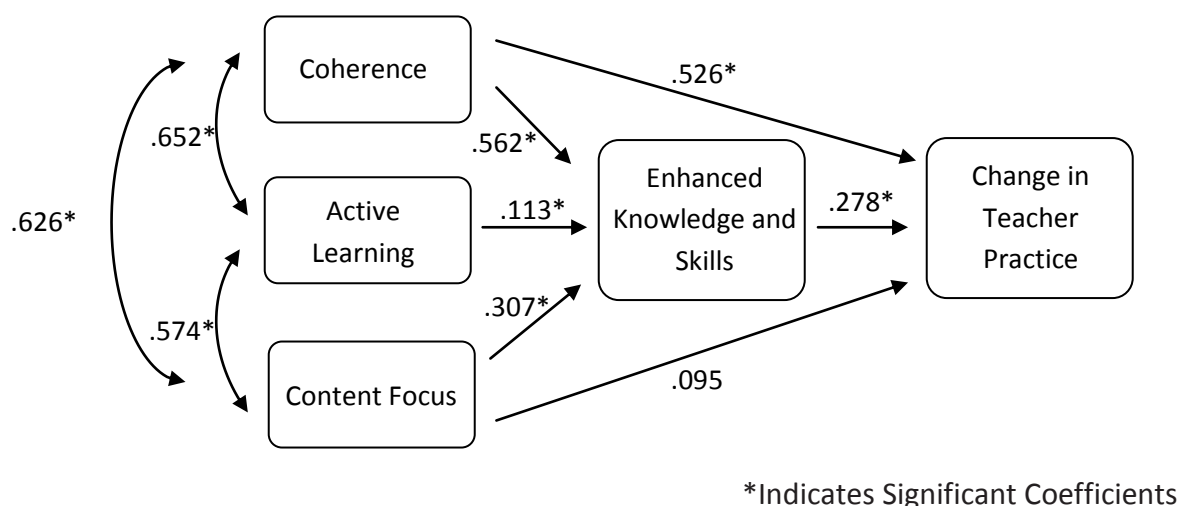 Coherence
.526*
.652*
.562*
Enhanced
Knowledge and
Skills
Change in
Teacher
Practice
.626*
Active
Learning
.113*
.278*
.574*
.307*
Content Focus
.095
*Indicates Significant Coefficients